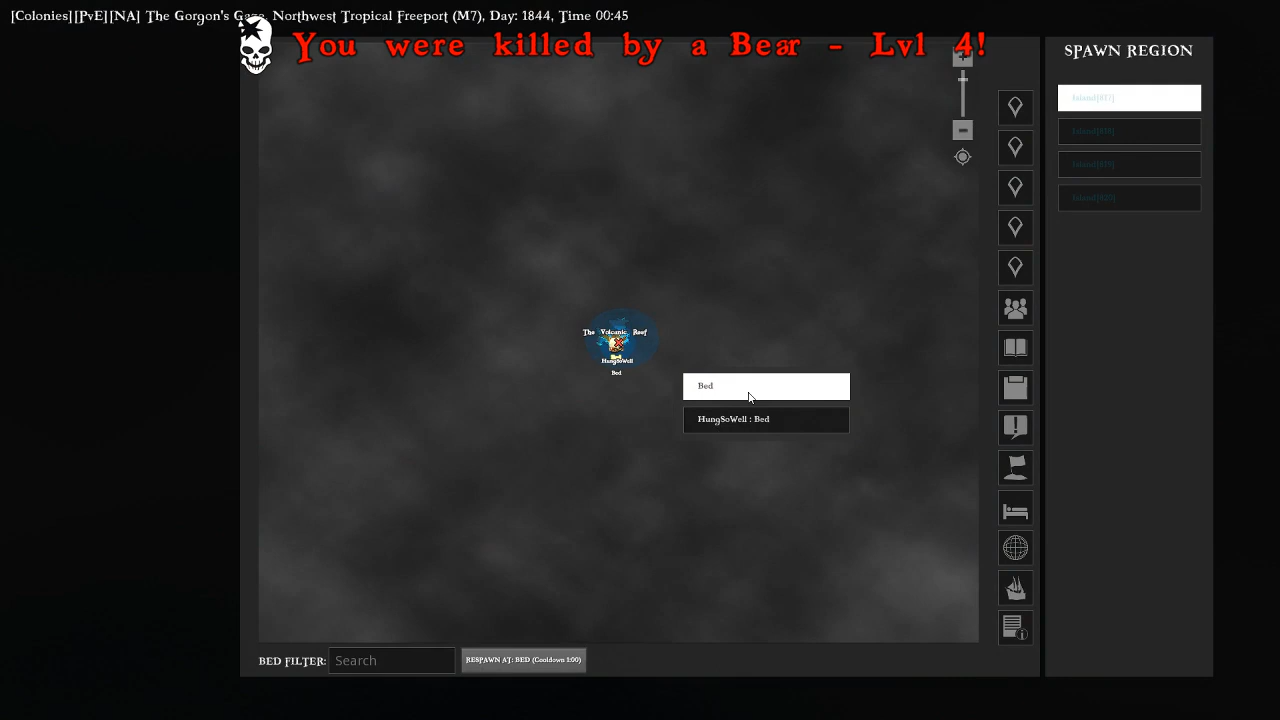 [Colonies][PvE][NA] The Gorgon's Gaze, Northwest Tropical Freeport (M7), Day: 1844, Time 00:45
You were killed by a Bear - Lvl 4!
SPAWN REGION
The Volcanic Reef
HungSoWell
Bed
Bed
HungSoWell : Bed
BED FILTER: Search
RESPAWN AT: BED (Cooldown 1:00)